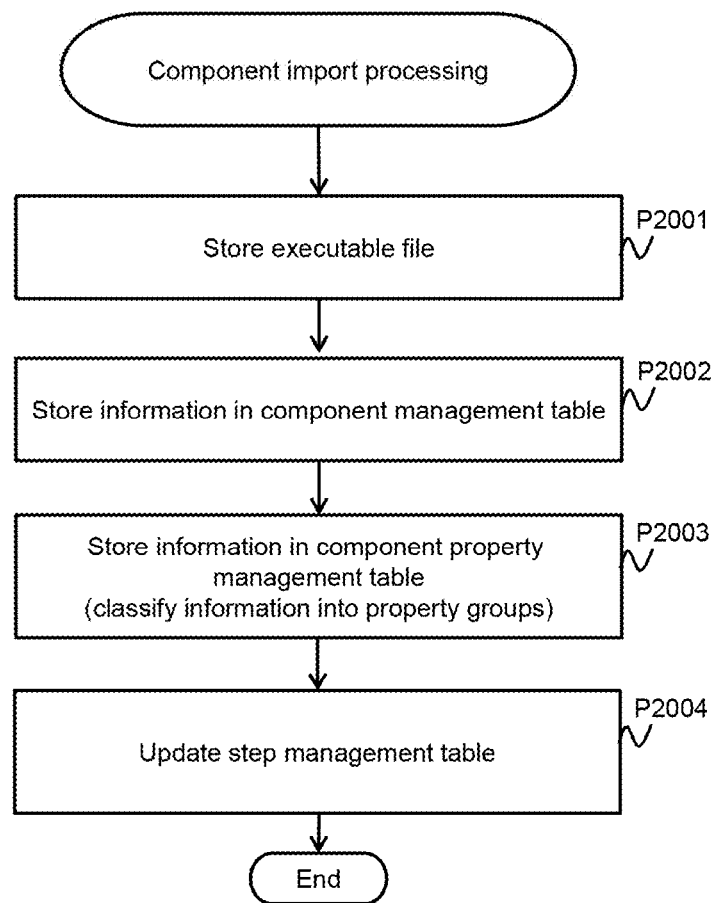 Component import processing
P2001
Store executable file
P2002
Store information in component management table
P2003
Store information in component property
management table
(classify information into property groups)
P2004
Update step management table
End